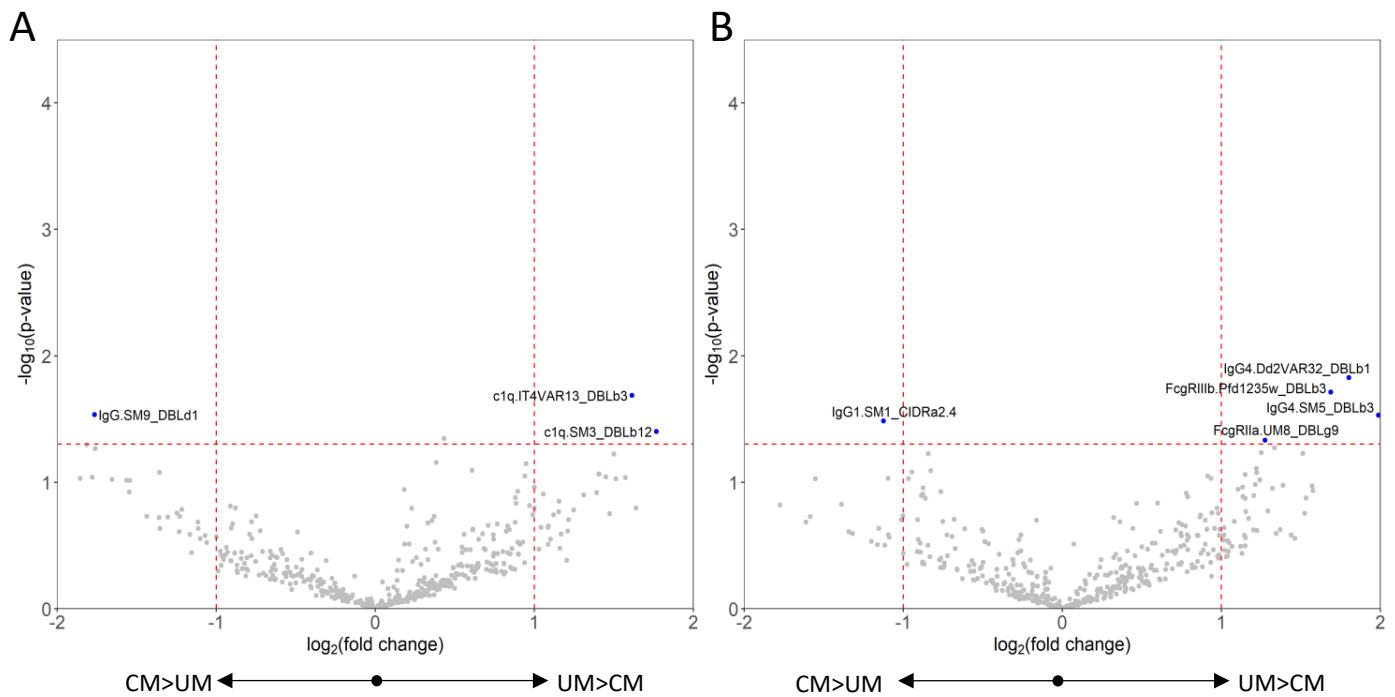 A
4
3
2
1
0
-log10(p-value)
c1q.IT4VAR13_DBLb3
IgG.SM9_DBLd1
c1q.SM3_DBLb12
-2
-1
0
1
2
log2(fold change)
CM>UM
UM>CM
B
4
3
2
1
0
-log10(p-value)
IgG4.Dd2VAR32_DBLb1
FcgRIIIb.Pfd1235w_DBLb3
IgG4.SM5_DBLb3
IgG1.SM1_CIDRa2.4
FcgRIIa.UM8_DBLg9
-2
-1
0
1
2
log2(fold change)
CM>UM
UM>CM